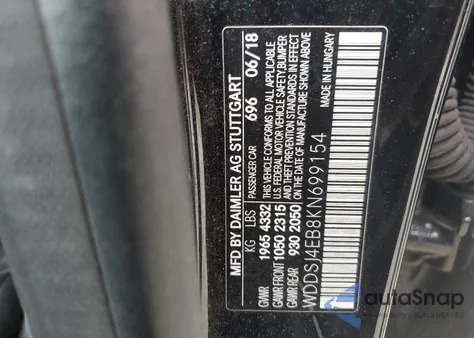 MFD BY DAIMLER AG STUTTGART
PASSENGER CAR 696 06/18
KG LBS
GVWR 1965 4332
GAWR FRONT 1050 2315
GAWR REAR 930 2050
THIS VEHICLE CONFORMS TO ALL APPLICABLE
U.S. FEDERAL MOTOR VEHICLE SAFETY BUMPER
AND THEFT PREVENTION STANDARDS IN EFFECT
ON THE DATE OF MANUFACTURE SHOWN ABOVE
WDDSJ4EB8KN699154
MADE IN HUNGARY
autoSnap